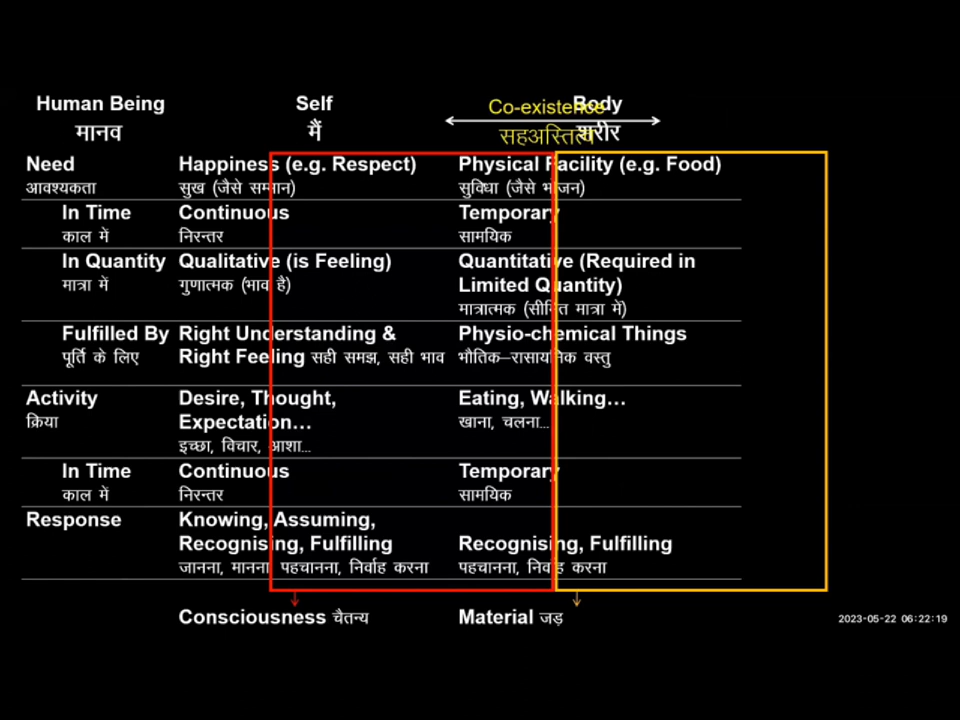 Human Being Self Body
Co-existence
मानव मैं शरीर
सहअस्तित्व
Need Happiness (e.g. Respect) Physical Facility (e.g. Food)
आवश्यकता सुख (जैसे सम्मान) सुविधा (जैसे भोजन)
In Time Continuous Temporary
काल में निरन्तर सामयिक
In Quantity Qualitative (is Feeling) Quantitative (Required in
Limited Quantity)
मात्रा में गुणात्मक (भाव है)
मात्रात्मक (सीमित मात्रा में)
Fulfilled By Right Understanding & Physio-chemical Things
पूर्ति के लिए Right Feeling सही समझ, सही भाव भौतिक–रासायनिक वस्तु
Activity Desire, Thought, Eating, Walking…
क्रिया Expectation… खाना, चलना…
इच्छा, विचार, आशा…
In Time Continuous Temporary
काल में निरन्तर सामयिक
Response Knowing, Assuming,
Recognising, Fulfilling Recognising, Fulfilling
जानना, मानना, पहचानना, निर्वाह करना पहचानना, निर्वाह करना
Consciousness चैतन्य Material जड़
2023-05-22 06:22:19